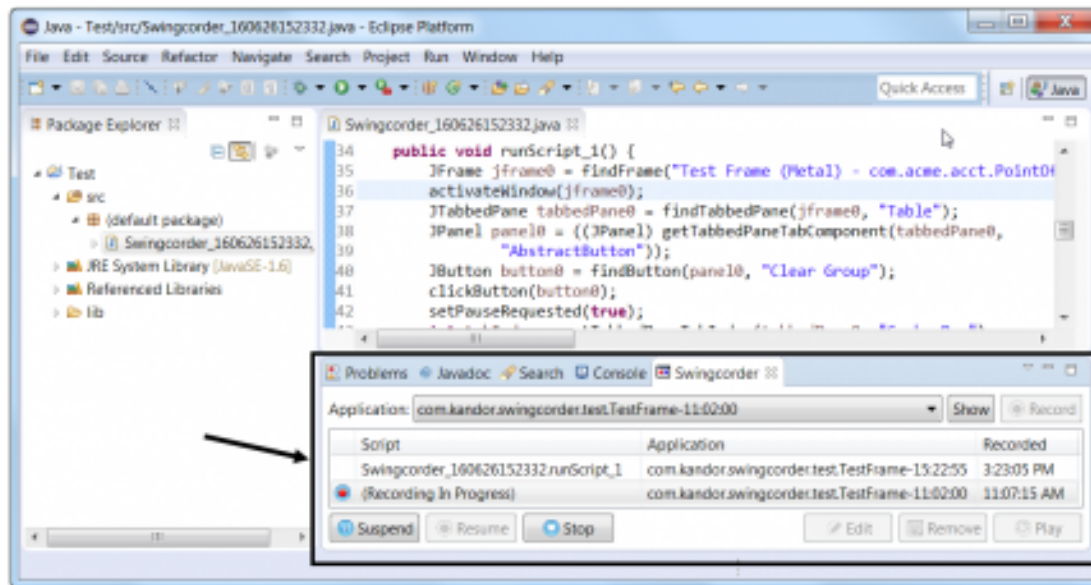 Java - Test/src/Swingcorder_160626152332.java - Eclipse Platform
File Edit Source Refactor Navigate Search Project Run Window Help
Quick Access Java
Package Explorer
Test
src
(default package)
Swingcorder_160626152332.
JRE System Library [JavaSE-1.6]
Referenced Libraries
lib
Swingcorder_160626152332.java
34 public void runScript_1() {
35 JFrame jframe0 = findFrame("Test Frame (Metal) - com.acme.acct.PointOf
36 activateWindow(jframe0);
37 JTabbedPane tabbedPane0 = findTabbedPane(jframe0, "Table");
38 JPanel panel0 = ((JPanel) getTabbedPaneTabComponent(tabbedPane0,
39 "AbstractButton"));
40 JButton button0 = findButton(panel0, "Clear Group");
41 clickButton(button0);
42 setPauseRequested(true);
Problems Javadoc Search Console Swingcorder
Application: com.kandor.swingcorder.test.TestFrame-11:02:00 Show Record
Script Application Recorded
Swingcorder_160626152332.runScript_1 com.kandor.swingcorder.test.TestFrame-15:22:55 3:23:05 PM
(Recording In Progress) com.kandor.swingcorder.test.TestFrame-11:02:00 11:07:15 AM
Suspend Resume Stop Edit Remove Play